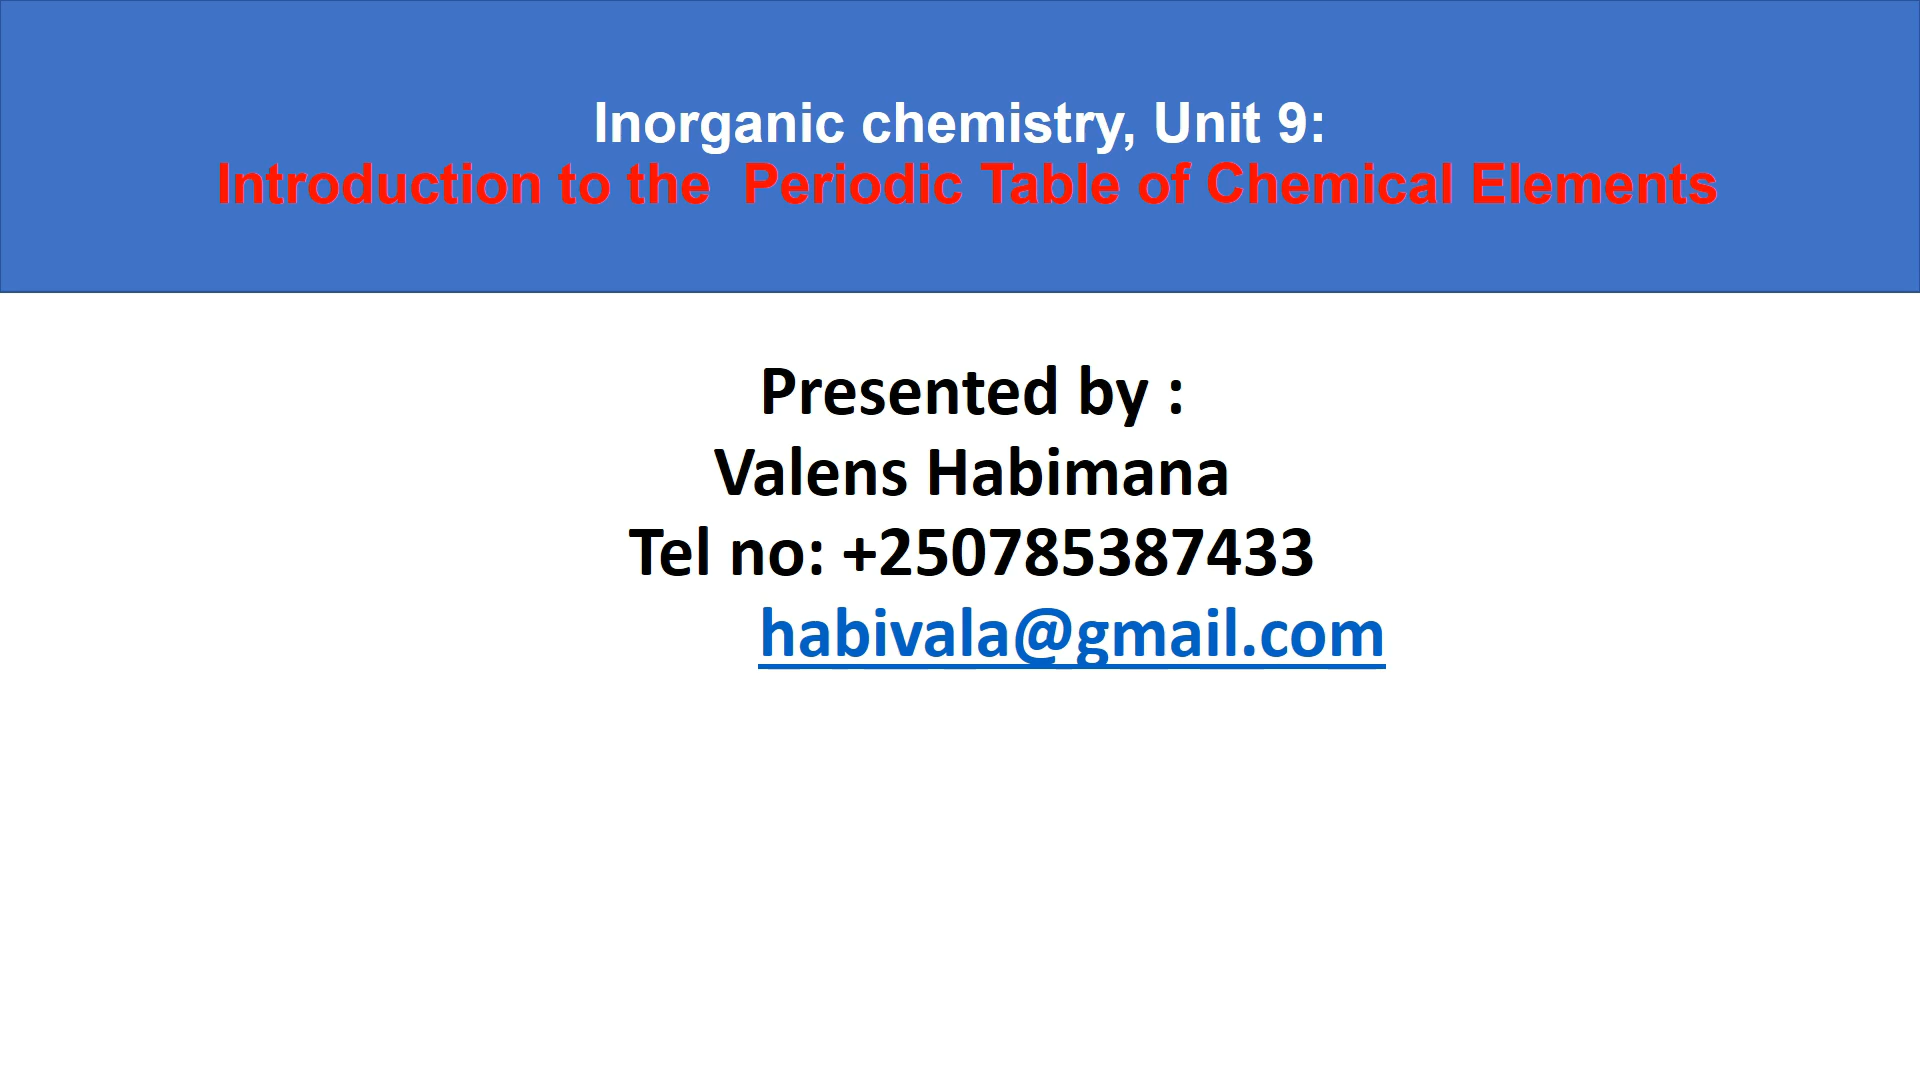 Inorganic chemistry, Unit 9:
Introduction to the  Periodic Table of Chemical Elements
Presented by :
Valens Habimana
Tel no: +250785387433
habivala@gmail.com